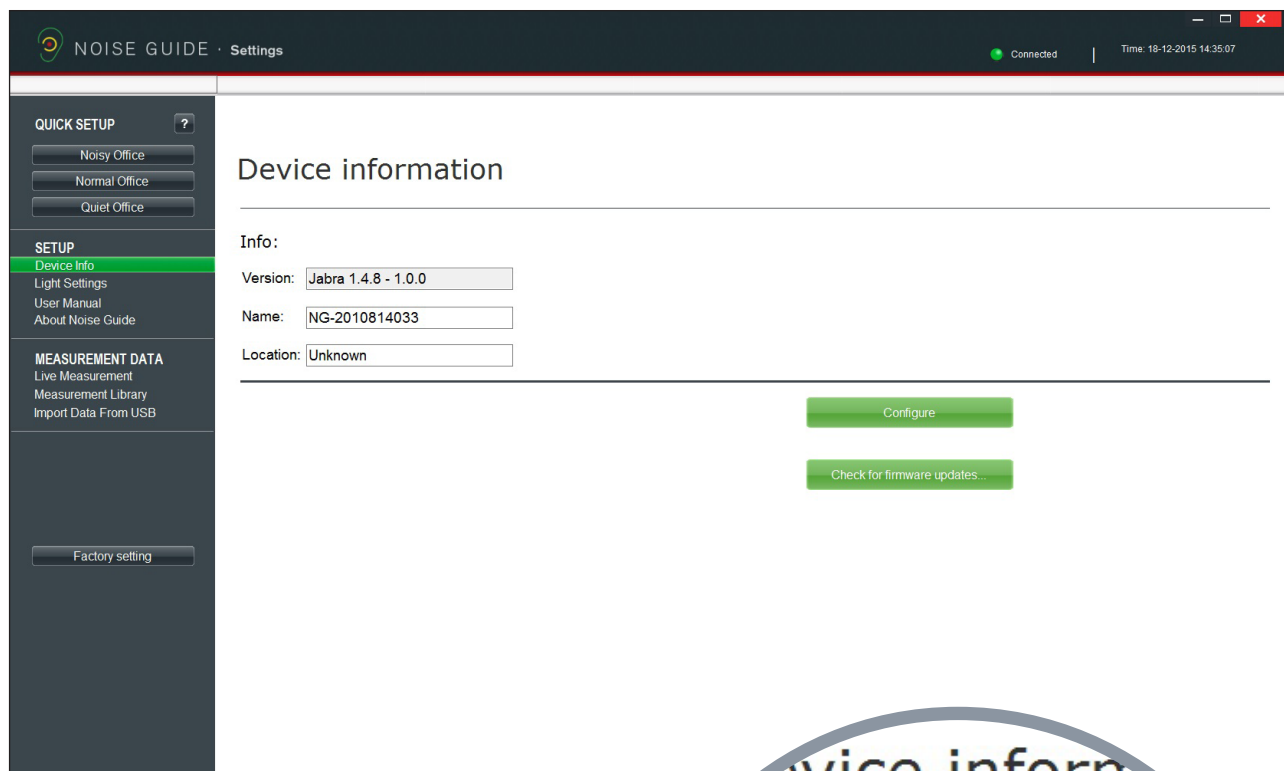 NOISE GUIDE · Settings
Connected | Time: 18-12-2015 14:35:07
QUICK SETUP ?
Noisy Office
Normal Office
Quiet Office
SETUP
Device Info
Light Settings
User Manual
About Noise Guide
MEASUREMENT DATA
Live Measurement
Measurement Library
Import Data From USB
Factory setting
Device information
Info:
Version: Jabra 1.4.8 - 1.0.0
Name: NG-2010814033
Location: Unknown
Configure
Check for firmware updates...
vice inform